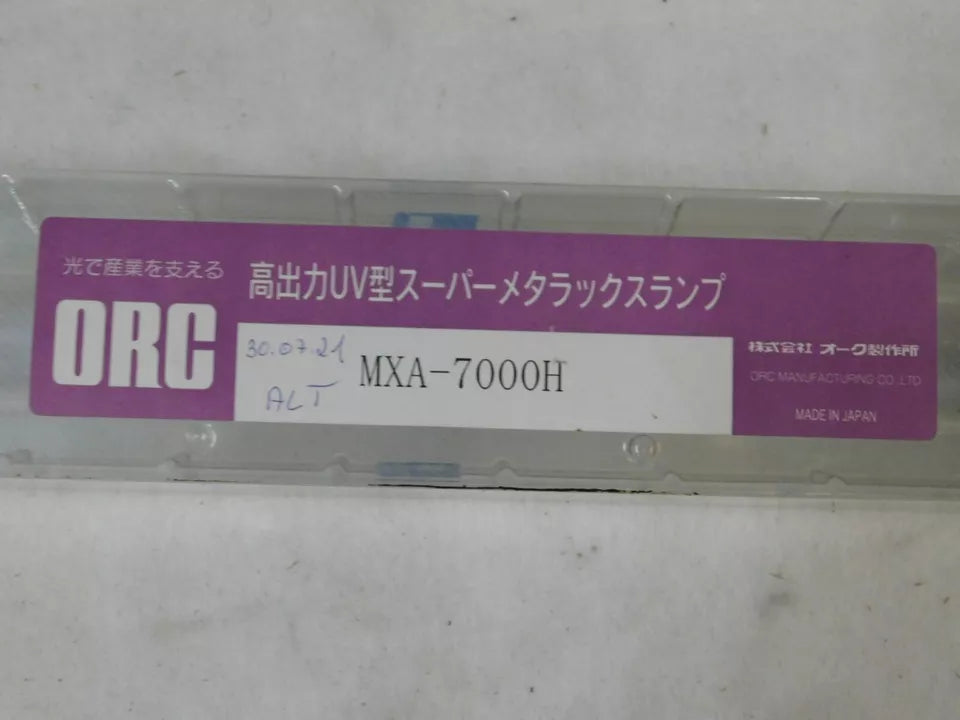 光で産業を支える
ORC
高出力UV型スーパーメタラックスランプ
30.07.21
ALT
MXA-7000H
株式会社 オーク製作所
ORC MANUFACTURING CO.,LTD
MADE IN JAPAN